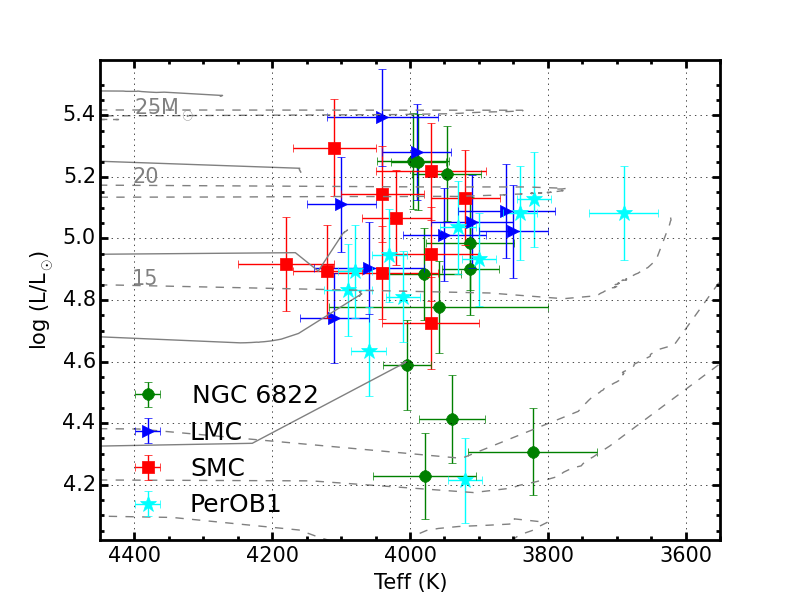 5.4
25M☉
5.2
20
5.0
15
4.8
4.6
4.4
4.2
log (L/L☉)
NGC 6822
LMC
SMC
PerOB1
4400 4200 4000 3800 3600
Teff (K)